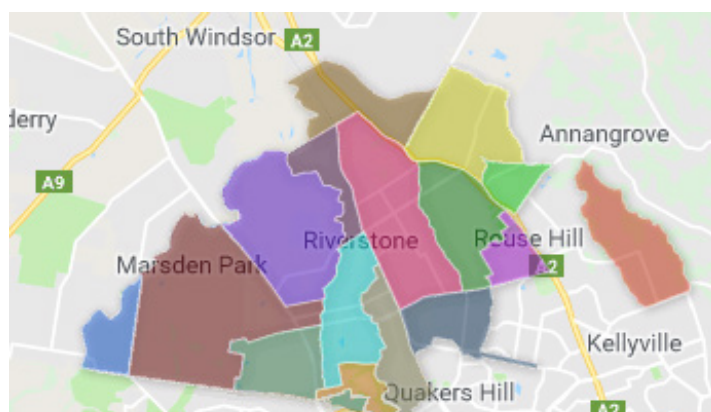 South Windsor
A2
derry
Annangrove
A9
Riverstone
Rouse Hill
Marsden Park
A2
Kellyville
Quakers Hill
A2